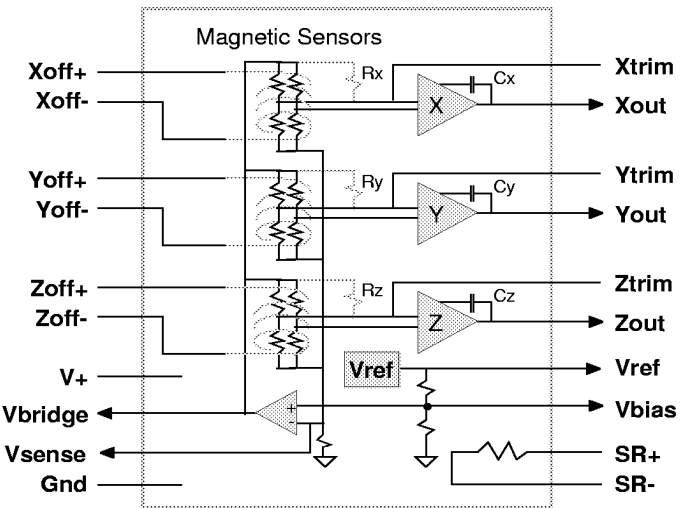 Magnetic Sensors
Xoff+
Xoff-
Rx
X
Cx
Xtrim
Xout
Yoff+
Yoff-
Ry
Y
Cy
Ytrim
Yout
Zoff+
Zoff-
Rz
Z
Cz
Ztrim
Zout
V+
Vref
Vref
Vbridge
+
-
Vbias
Vsense
SR+
Gnd
SR-